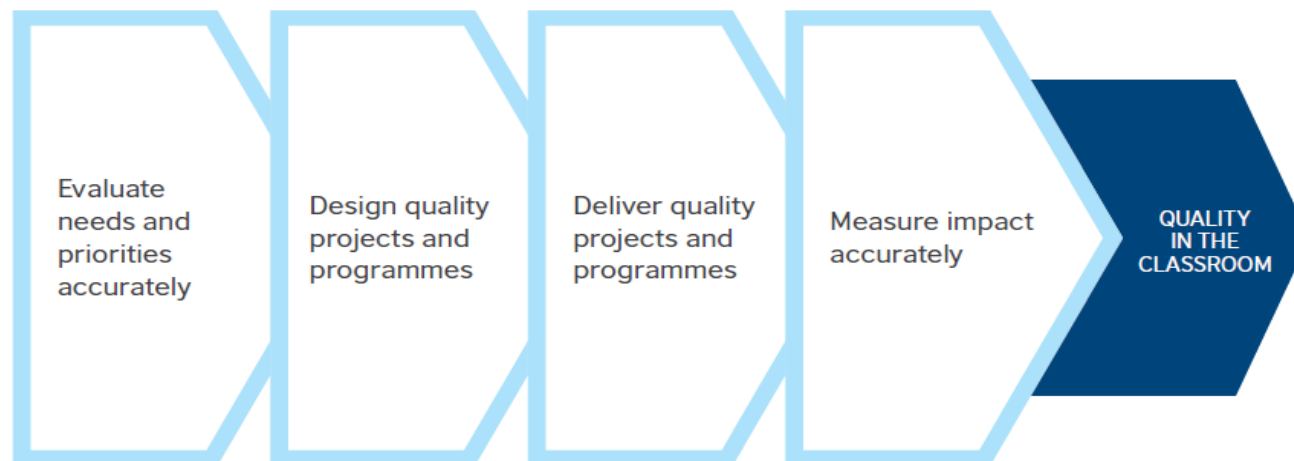 Evaluate
needs and
priorities
accurately
Design quality
projects and
programmes
Deliver quality
projects and
programmes
Measure impact
accurately
QUALITY
IN THE
CLASSROOM